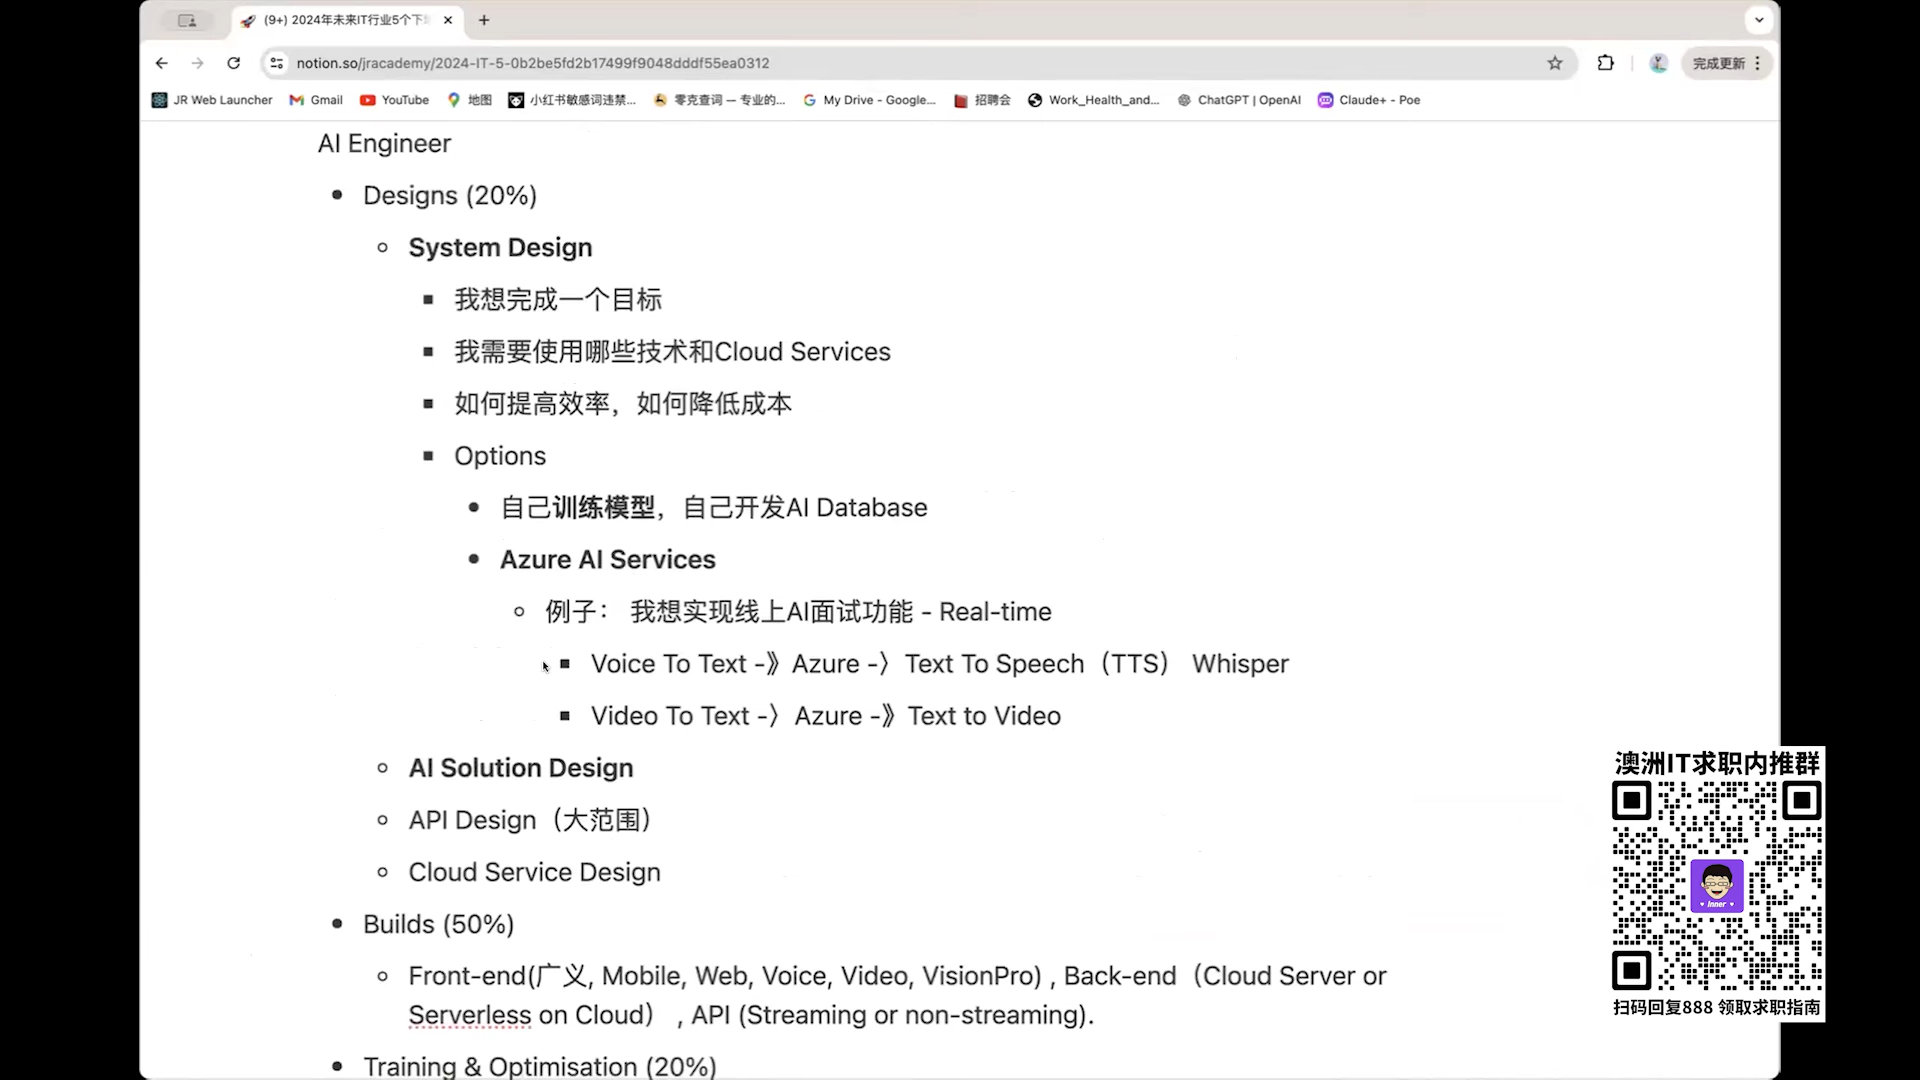 (9+) 2024年未来IT行业5个下
notion.so/jracademy/2024-IT-5-0b2be5fd2b17499f9048dddf55ea0312
完成更新
JR Web Launcher
Gmail
YouTube
地图
小红书敏感词违禁...
零克查词 — 专业的...
My Drive - Google...
招聘会
Work_Health_and...
ChatGPT | OpenAI
Claude+ - Poe
AI Engineer
Designs (20%)
System Design
我想完成一个目标
我需要使用哪些技术和Cloud Services
如何提高效率，如何降低成本
Options
自己训练模型，自己开发AI Database
Azure AI Services
例子： 我想实现线上AI面试功能 - Real-time
Voice To Text -》Azure -〉Text To Speech（TTS） Whisper
Video To Text -〉Azure -》Text to Video
AI Solution Design
API Design（大范围）
Cloud Service Design
Builds (50%)
Front-end(广义, Mobile, Web, Voice, Video, VisionPro) , Back-end（Cloud Server or
Serverless on Cloud） , API (Streaming or non-streaming).
Training & Optimisation (20%)
澳洲IT求职内推群
Inner
扫码回复888 领取求职指南